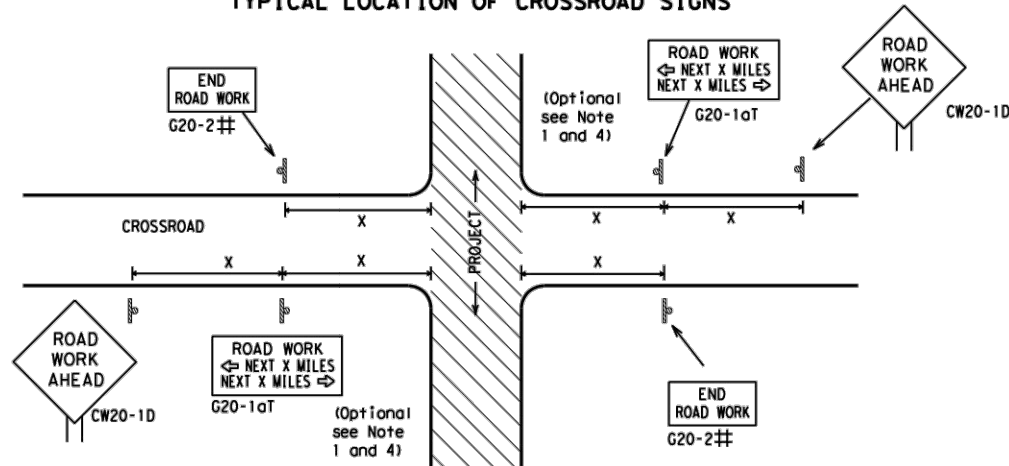 TYPICAL LOCATION OF CROSSROAD SIGNS
END
ROAD WORK
G20-2#
(Optional
see Note
1 and 4)
ROAD WORK
⇦ NEXT X MILES
NEXT X MILES ⇨
G20-1aT
ROAD
WORK
AHEAD
CW20-1D
X
X
X
CROSSROAD
PROJECT
X
X
X
ROAD
WORK
AHEAD
CW20-1D
ROAD WORK
⇦ NEXT X MILES
NEXT X MILES ⇨
G20-1aT
(Optional
see Note
1 and 4)
END
ROAD WORK
G20-2#